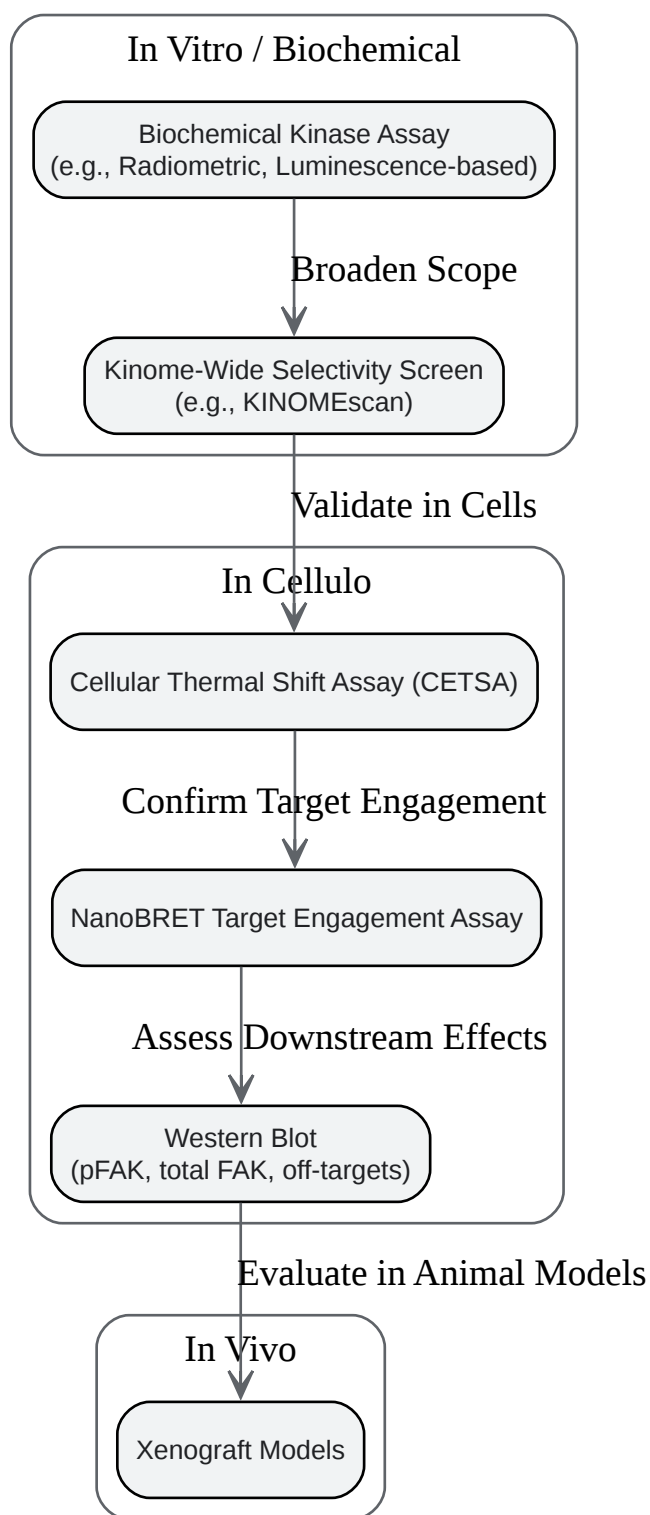 In Vitro / Biochemical
Biochemical Kinase Assay
(e.g., Radiometric, Luminescence-based)
Broaden Scope
Kinome-Wide Selectivity Screen
(e.g., KINOMEscan)
Validate in Cells
In Cellulo
Cellular Thermal Shift Assay (CETSA)
Confirm Target Engagement
NanoBRET Target Engagement Assay
Assess Downstream Effects
Western Blot
(pFAK, total FAK, off-targets)
Evaluate in Animal Models
In Vivo
Xenograft Models